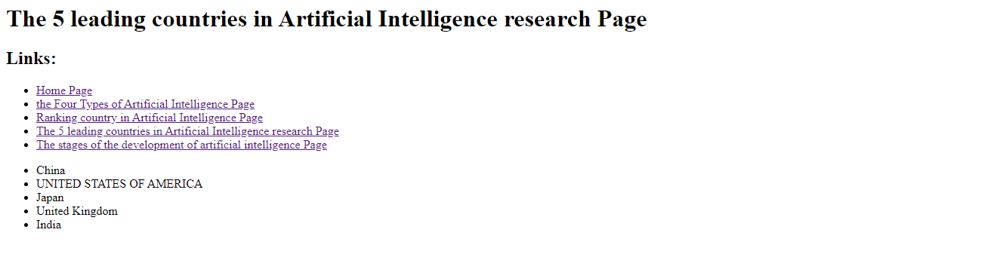 The 5 leading countries in Artificial Intelligence research Page
Links:
Home Page
the Four Types of Artificial Intelligence Page
Ranking country in Artificial Intelligence Page
The 5 leading countries in Artificial Intelligence research Page
The stages of the development of artificial intelligence Page
China
UNITED STATES OF AMERICA
Japan
United Kingdom
India